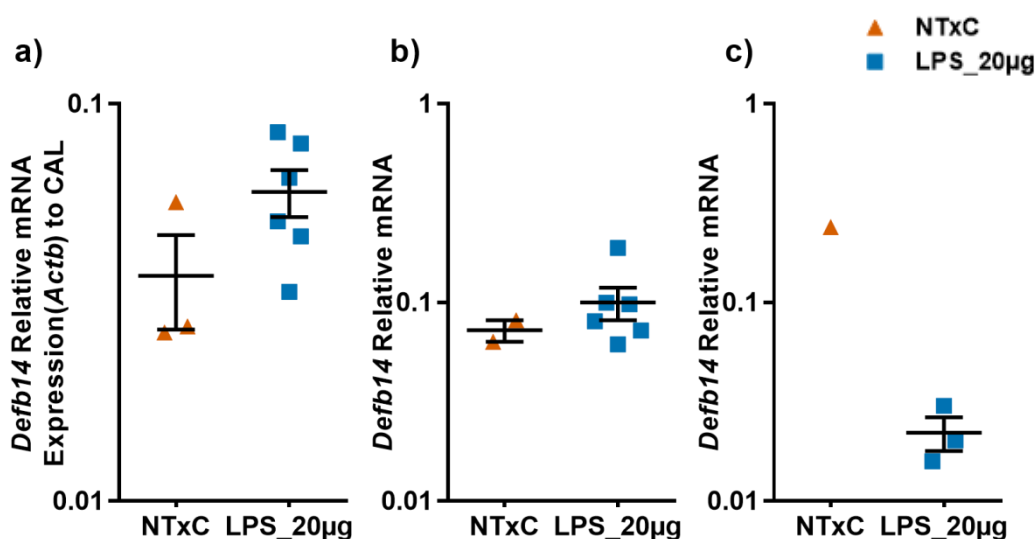 NTxC
LPS_20µg
a)
b)
c)
Defb14 Relative mRNA
Expression(Actb) to CAL
0.1
0.01
NTxC LPS_20µg
Defb14 Relative mRNA
1
0.1
0.01
NTxC LPS_20µg
Defb14 Relative mRNA
1
0.1
0.01
NTxC LPS_20µg